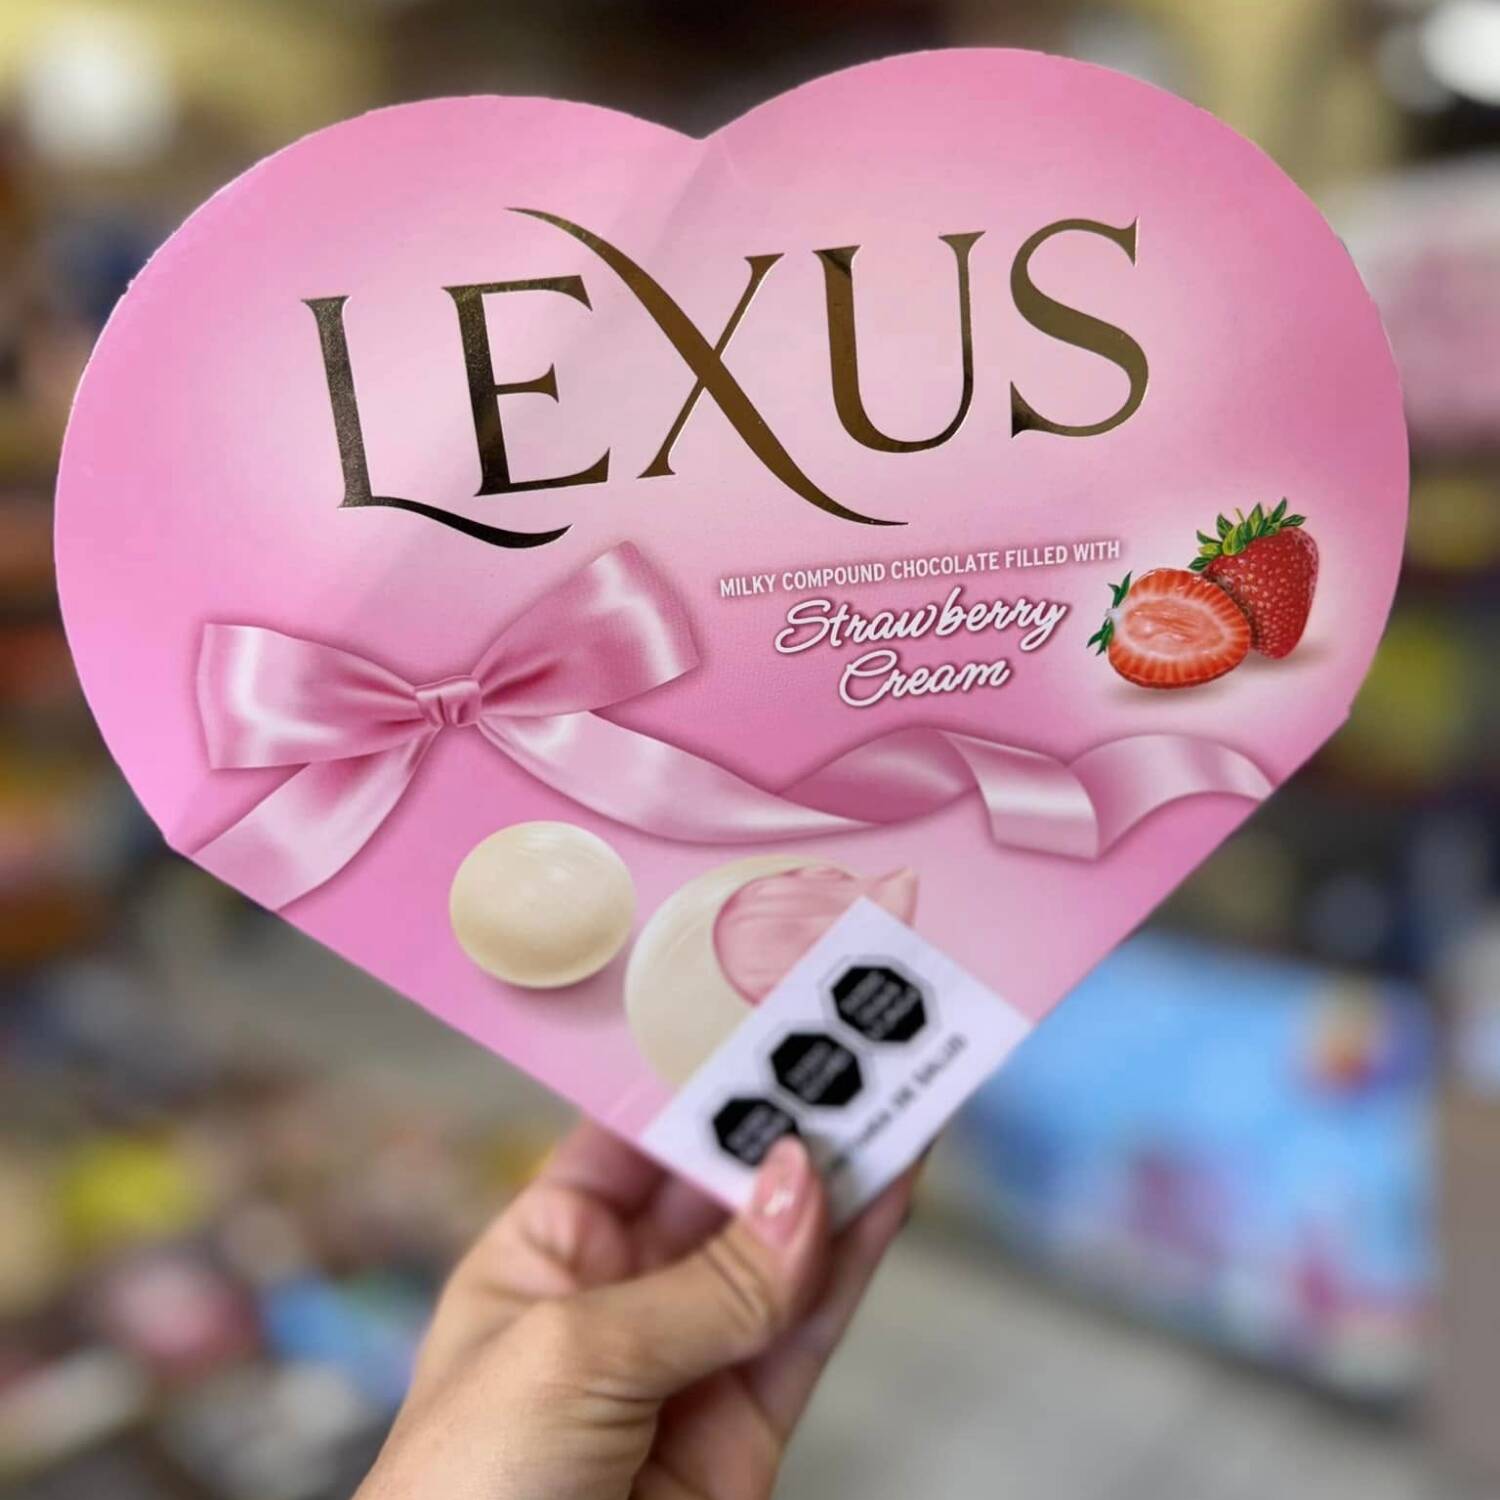 LEXUS
MILKY COMPOUND CHOCOLATE FILLED WITH
Strawberry
Cream